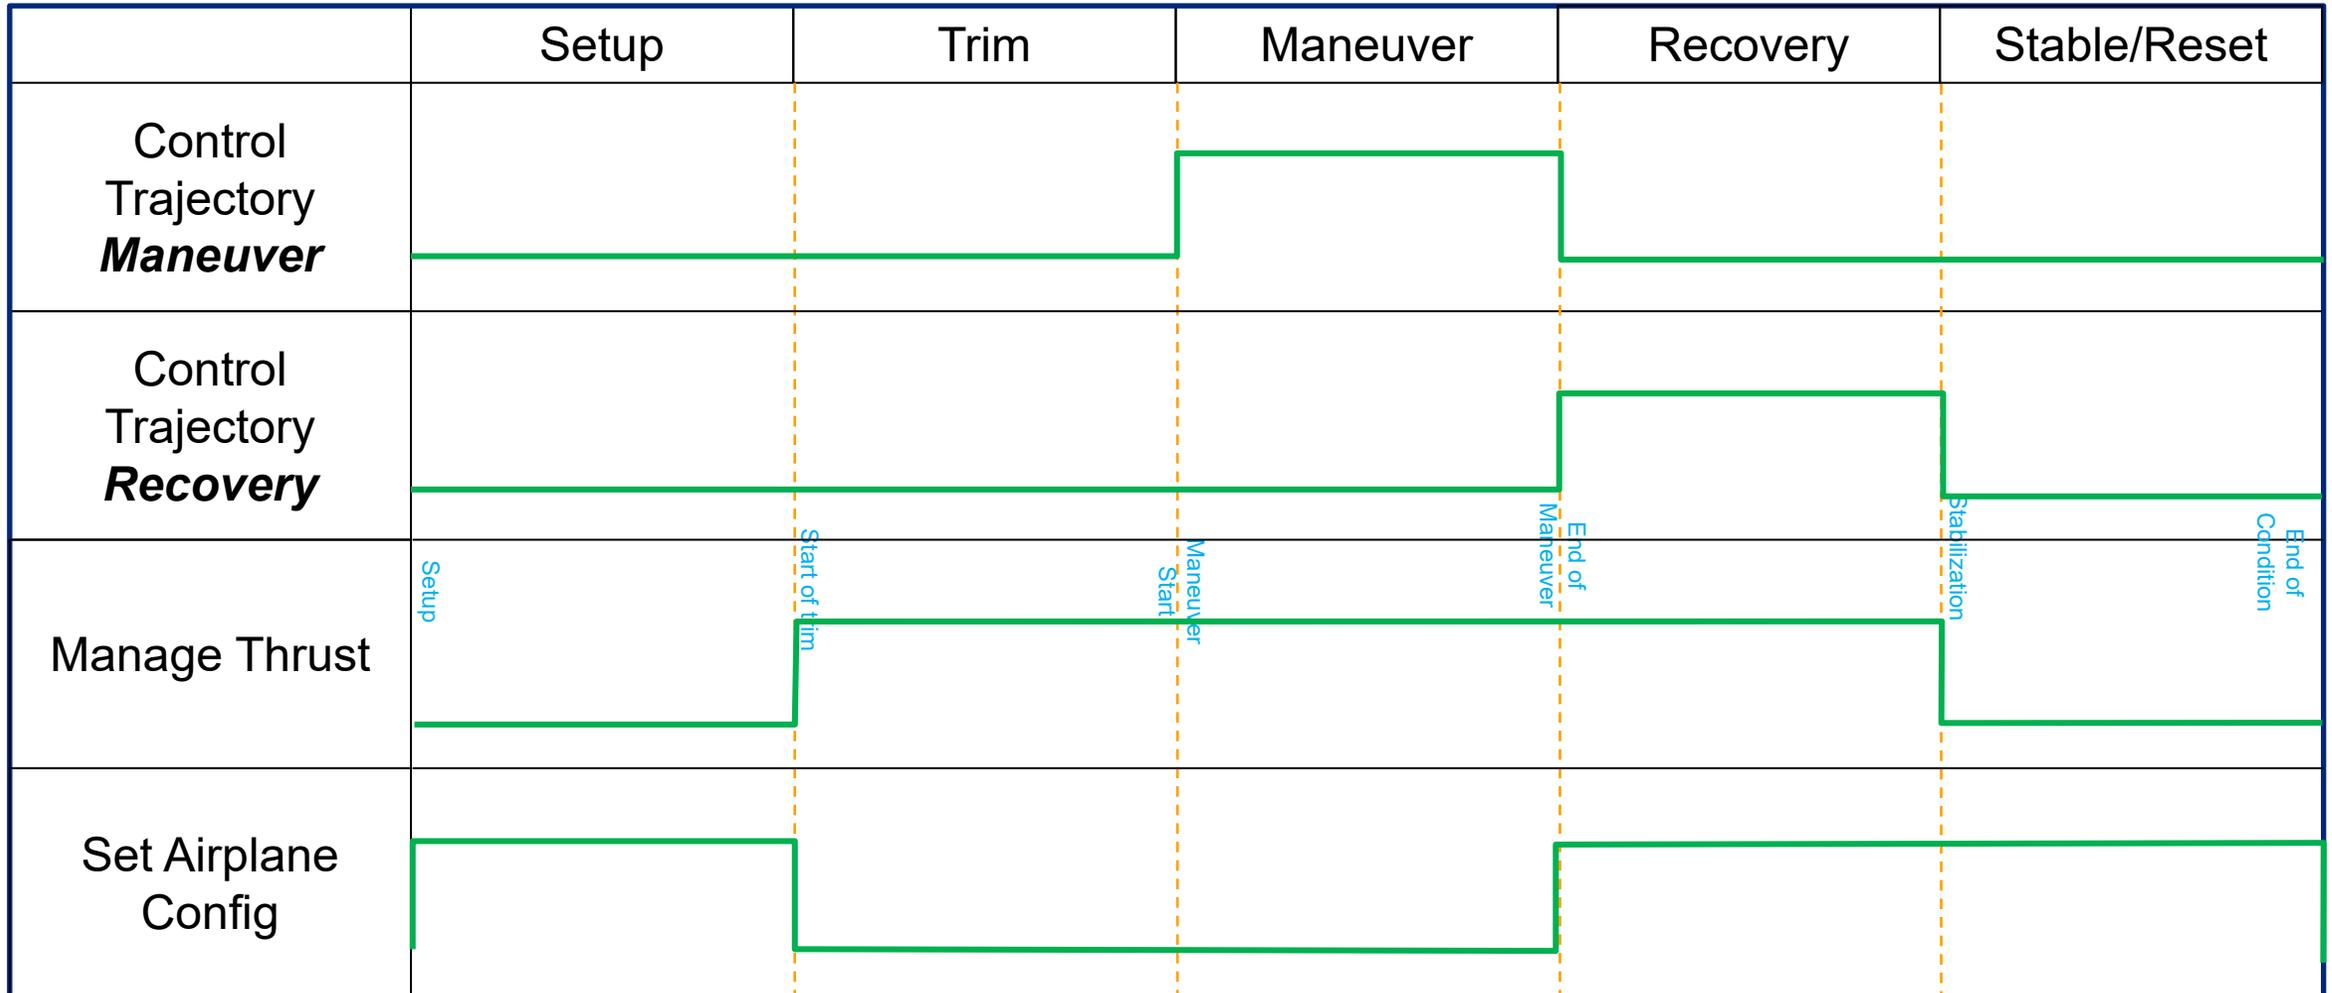 Setup
Trim
Maneuver
Recovery
Stable/Reset
Control
Trajectory
Maneuver
Control
Trajectory
Recovery
Manage Thrust
Setup
Start of trim
Maneuver
Start
End of
Maneuver
Stabilization
End of
Condition
Set Airplane
Config